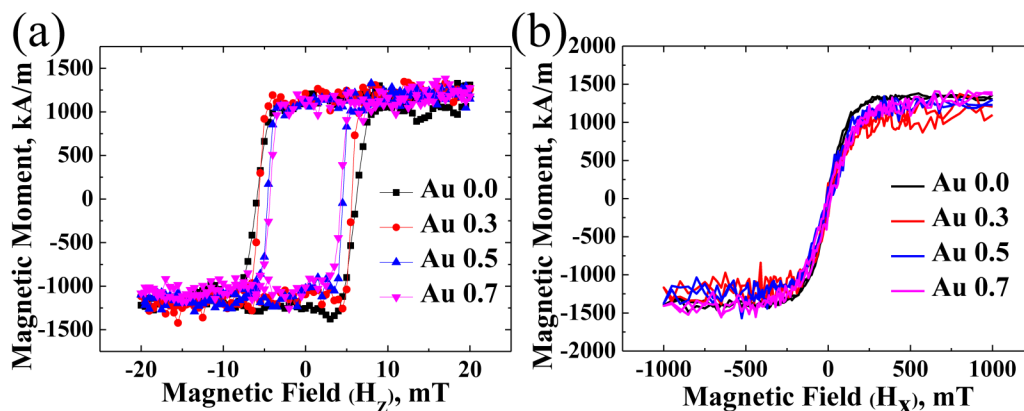 (a)
Magnetic Moment, kA/m
1500
1000
500
0
-500
-1000
-1500
Au 0.0
Au 0.3
Au 0.5
Au 0.7
-20
-10
0
10
20
Magnetic Field (HZ), mT
(b)
Magnetic Moment, kA/m
2000
1500
1000
500
0
-500
-1000
-1500
-2000
Au 0.0
Au 0.3
Au 0.5
Au 0.7
-1000
-500
0
500
1000
Magnetic Field (HX), mT